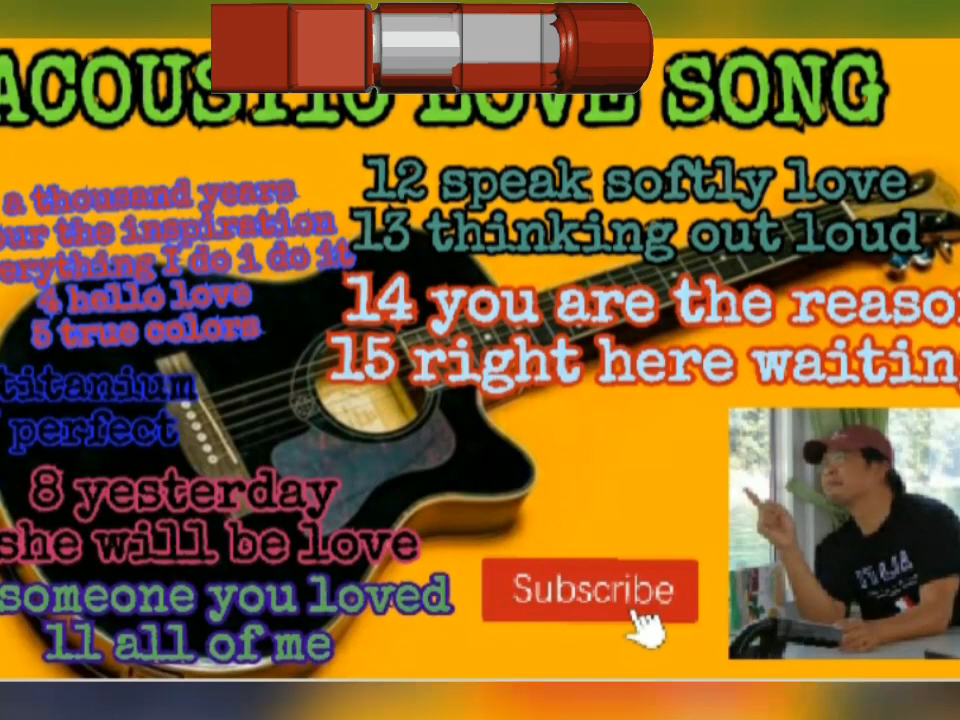 ACOUSTIC LOVE SONG
a thousand years
our the inspiration
erything I do i do it
4 hello love
5 true colors
titanium
perfect
8 yesterday
she will be love
someone you loved
11 all of me
12 speak softly love
13 thinking out loud
14 you are the reaso
15 right here waitin
Subscribe